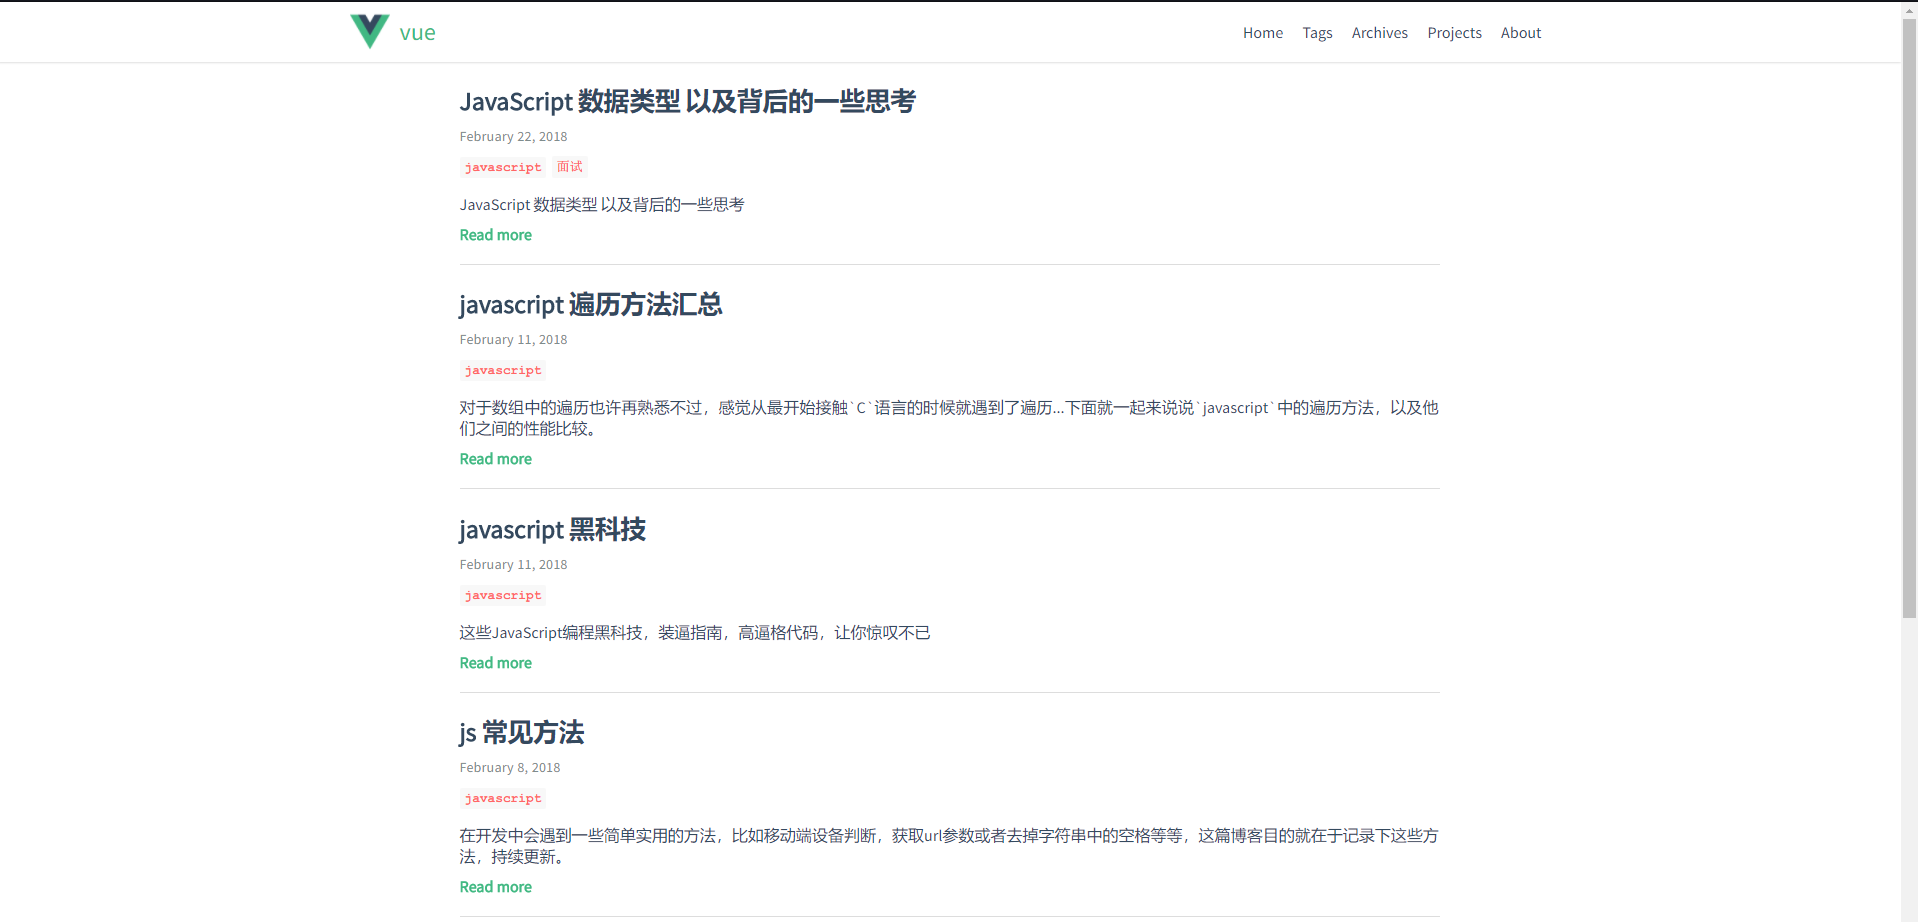 vue
Home Tags Archives Projects About
JavaScript 数据类型 以及背后的一些思考
February 22, 2018
javascript 面试
JavaScript 数据类型 以及背后的一些思考
Read more
javascript 遍历方法汇总
February 11, 2018
javascript
对于数组中的遍历也许再熟悉不过，感觉从最开始接触`C`语言的时候就遇到了遍历...下面就一起来说说`javascript`中的遍历方法，以及他
们之间的性能比较。
Read more
javascript 黑科技
February 11, 2018
javascript
这些JavaScript编程黑科技，装逼指南，高逼格代码，让你惊叹不已
Read more
js 常见方法
February 8, 2018
javascript
在开发中会遇到一些简单实用的方法，比如移动端设备判断，获取url参数或者去掉字符串中的空格等等，这篇博客目的就在于记录下这些方
法，持续更新。
Read more